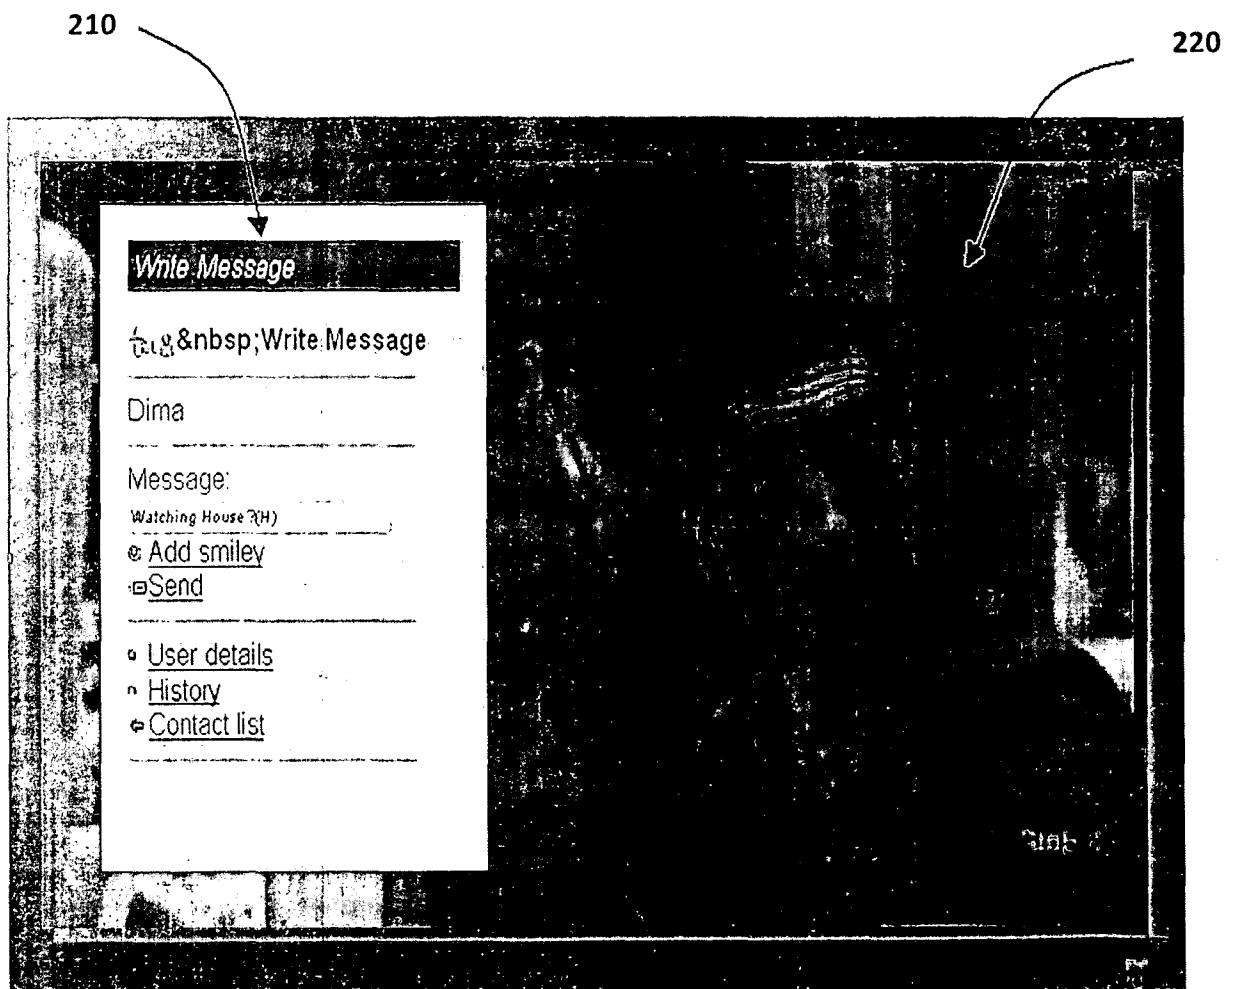 210
220
Write Message
&nbsp;Write Message
Dima
Message:
Watching House?(H)
Add smiley
Send
User details
History
Contact list